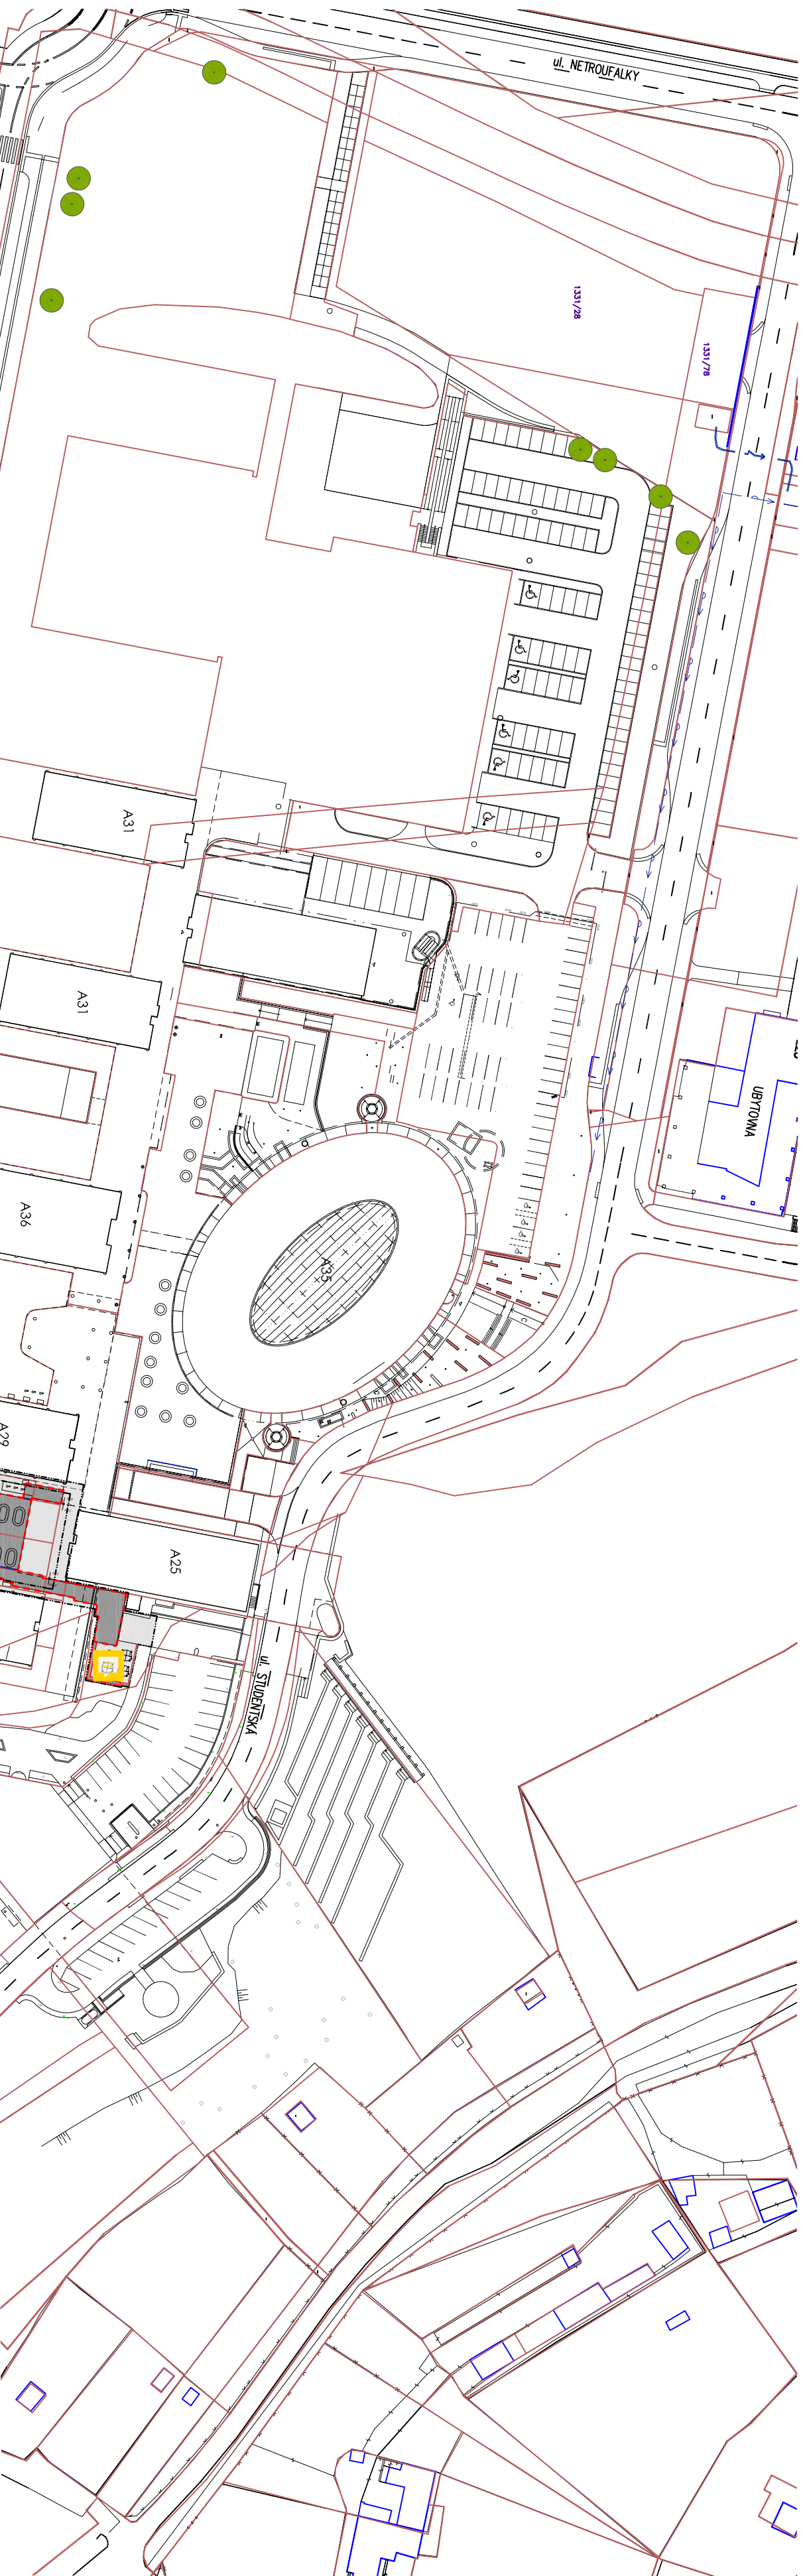 ul. NETROUFALKY
1331/28
1331/78
A31
A31
UBYTOVNA
A36
A35
A29
A25
ul. STUDENTSKÁ